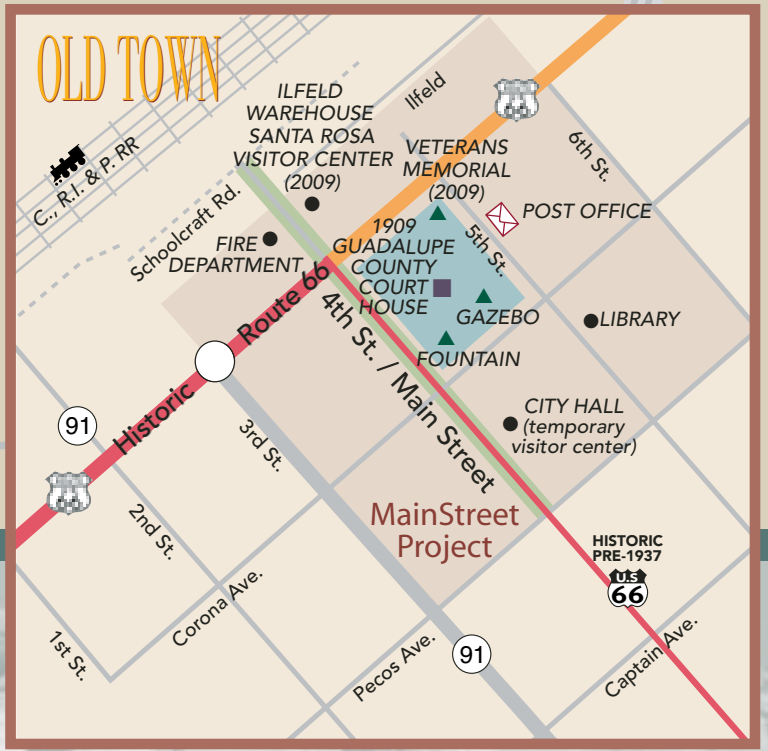 OLD TOWN
ILFELD
WAREHOUSE
SANTA ROSA
VISITOR CENTER
(2009)
Ilfeld
VETERANS
MEMORIAL
(2009)
6th St.
C., R.I. & P. RR
Schoolcraft Rd.
POST OFFICE
FIRE
DEPARTMENT
1909
GUADALUPE
COUNTY
COURT
HOUSE
5th St.
GAZEBO
LIBRARY
FOUNTAIN
Historic Route 66
4th St. / Main Street
CITY HALL
(temporary
visitor center)
91
3rd St.
2nd St.
MainStreet
Project
HISTORIC
PRE-1937
U.S
66
1st St.
Corona Ave.
Pecos Ave.
91
Captain Ave.